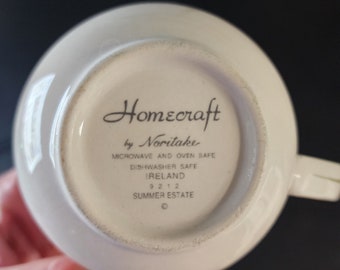 Homecraft
by Noritake
MICROWAVE AND OVEN SAFE
DISHWASHER SAFE
IRELAND
9212
SUMMER ESTATE
©